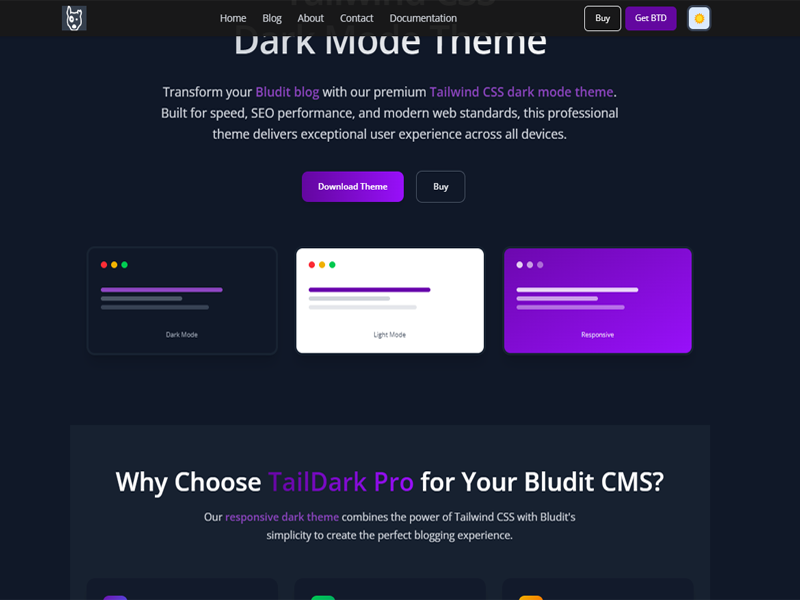 Home Blog About Contact Documentation Buy Get BTD
Tailwind CSS
Dark Mode Theme
Transform your Bludit blog with our premium Tailwind CSS dark mode theme.
Built for speed, SEO performance, and modern web standards, this professional
theme delivers exceptional user experience across all devices.
Download Theme Buy
Dark Mode Light Mode Responsive
Why Choose TailDark Pro for Your Bludit CMS?
Our responsive dark theme combines the power of Tailwind CSS with Bludit's
simplicity to create the perfect blogging experience.